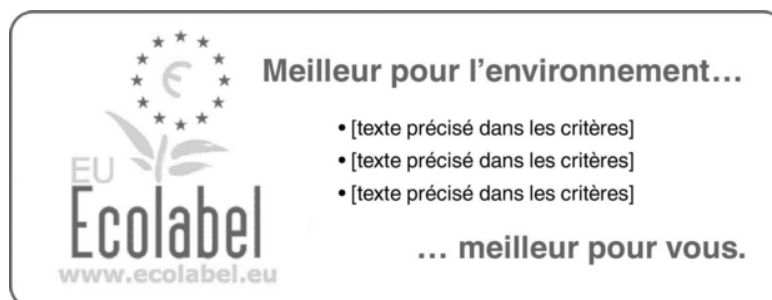 Meilleur pour l'environnement...
• [texte précisé dans les critères]
• [texte précisé dans les critères]
• [texte précisé dans les critères]
... meilleur pour vous.
EU
Ecolabel
www.ecolabel.eu